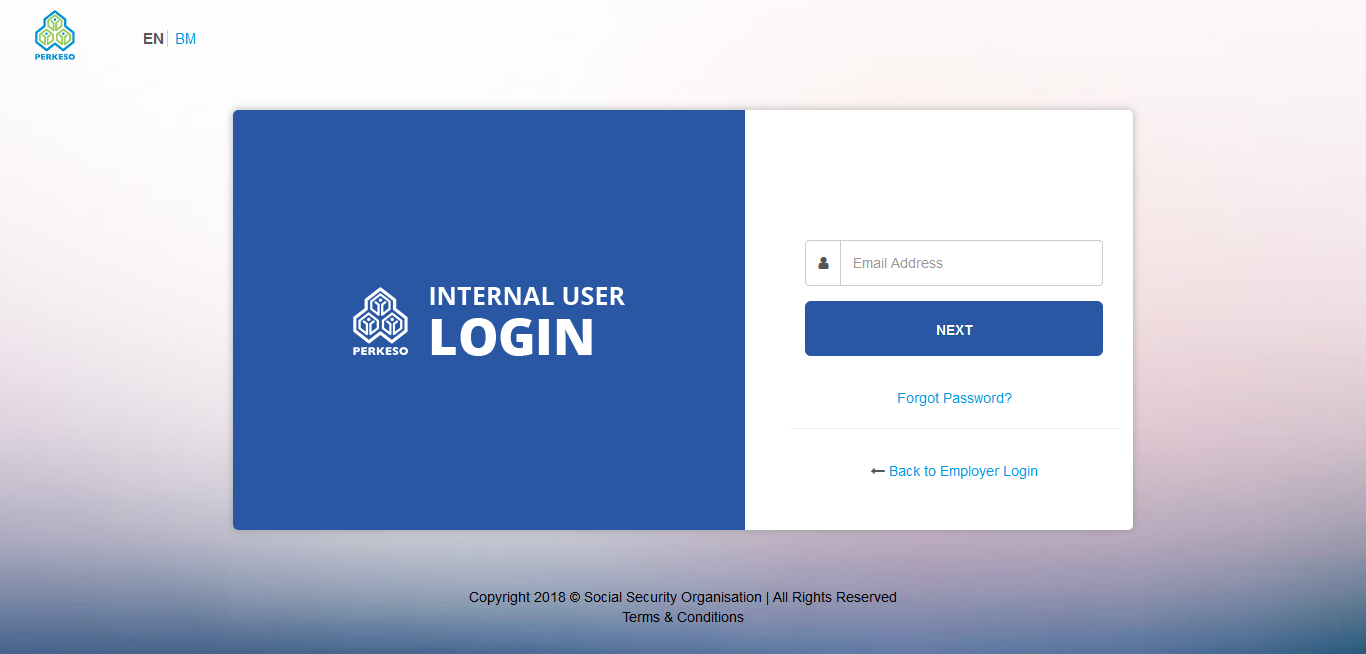 PERKESO
EN | BM
PERKESO
INTERNAL USER
LOGIN
Email Address
NEXT
Forgot Password?
Back to Employer Login
Copyright 2018 © Social Security Organisation | All Rights Reserved
Terms & Conditions